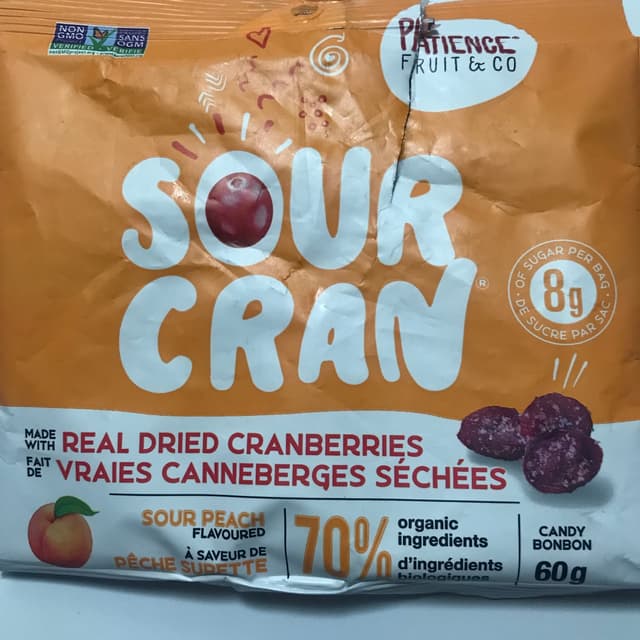 NON
GMO
VERIFIED
SANS
OGM
VÉRIFIÉ
PATIENCE
FRUIT & CO
SOUR
CRAN®
8g
OF SUGAR PER BAG
DE SUCRE PAR SAC
MADE
WITH
REAL DRIED CRANBERRIES
FAIT
DE
VRAIES CANNEBERGES SÉCHÉES
SOUR PEACH
FLAVOURED
À SAVEUR DE
PÊCHE SURETTE
70%
organic
ingredients
d'ingrédients
biologiques
CANDY
BONBON
60g